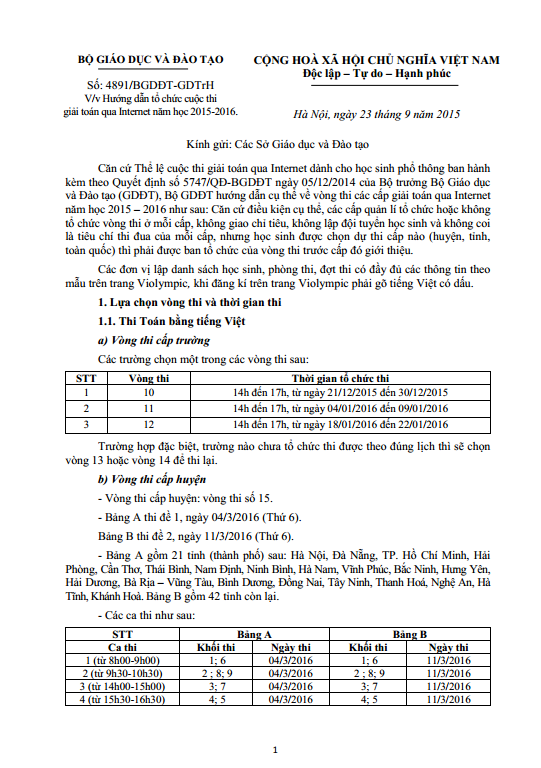 BỘ GIÁO DỤC VÀ ĐÀO TẠO
CỘNG HOÀ XÃ HỘI CHỦ NGHĨA VIỆT NAM
Độc lập – Tự do – Hạnh phúc
Số: 4891/BGDĐT-GDTrH
V/v Hướng dẫn tổ chức cuộc thi
giải toán qua Internet năm học 2015-2016.
Hà Nội, ngày 23 tháng 9 năm 2015
Kính gửi: Các Sở Giáo dục và Đào tạo
Căn cứ Thể lệ cuộc thi giải toán qua Internet dành cho học sinh phổ thông ban hành
kèm theo Quyết định số 5747/QĐ-BGDĐT ngày 05/12/2014 của Bộ trưởng Bộ Giáo dục
và Đào tạo (GDĐT), Bộ GDĐT hướng dẫn cụ thể về vòng thi các cấp giải toán qua Internet
năm học 2015 – 2016 như sau: Căn cứ điều kiện cụ thể, các cấp quản lí tổ chức hoặc không
tổ chức vòng thi ở mỗi cấp, không giao chỉ tiêu, không lập đội tuyển học sinh và không coi
là tiêu chí thi đua của mỗi cấp, nhưng học sinh được chọn dự thi cấp nào (huyện, tỉnh,
toàn quốc) thì phải được ban tổ chức của vòng thi trước cấp đó giới thiệu.
Các đơn vị lập danh sách học sinh, phòng thi, đợt thi có đầy đủ các thông tin theo
mẫu trên trang Violympic, khi đăng kí trên trang Violympic phải gõ tiếng Việt có dấu.
1. Lựa chọn vòng thi và thời gian thi
1.1. Thi Toán bằng tiếng Việt
a) Vòng thi cấp trường
Các trường chọn một trong các vòng thi sau:
STT Vòng thi Thời gian tổ chức thi
1 10 14h đến 17h, từ ngày 21/12/2015 đến 30/12/2015
2 11 14h đến 17h, từ ngày 04/01/2016 đến 09/01/2016
3 12 14h đến 17h, từ ngày 18/01/2016 đến 22/01/2016
Trường hợp đặc biệt, trường nào chưa tổ chức thi được theo đúng lịch thì sẽ chọn
vòng 13 hoặc vòng 14 để thi lại.
b) Vòng thi cấp huyện
- Vòng thi cấp huyện: vòng thi số 15.
- Bảng A thi đề 1, ngày 04/3/2016 (Thứ 6).
Bảng B thi đề 2, ngày 11/3/2016 (Thứ 6).
- Bảng A gồm 21 tỉnh (thành phố) sau: Hà Nội, Đà Nẵng, TP. Hồ Chí Minh, Hải
Phòng, Cần Thơ, Thái Bình, Nam Định, Ninh Bình, Hà Nam, Vĩnh Phúc, Bắc Ninh, Hưng Yên,
Hải Dương, Bà Rịa – Vũng Tàu, Bình Dương, Đồng Nai, Tây Ninh, Thanh Hoá, Nghệ An, Hà
Tĩnh, Khánh Hoà. Bảng B gồm 42 tỉnh còn lại.
- Các ca thi như sau:
STT Bảng A Bảng B
Ca thi Khối thi Ngày thi Khối thi Ngày thi
1 (từ 8h00-9h00) 1; 6 04/3/2016 1; 6 11/3/2016
2 (từ 9h30-10h30) 2 ; 8; 9 04/3/2016 2 ; 8; 9 11/3/2016
3 (từ 14h00-15h00) 3; 7 04/3/2016 3; 7 11/3/2016
4 (từ 15h30-16h30) 4; 5 04/3/2016 4; 5 11/3/2016
1